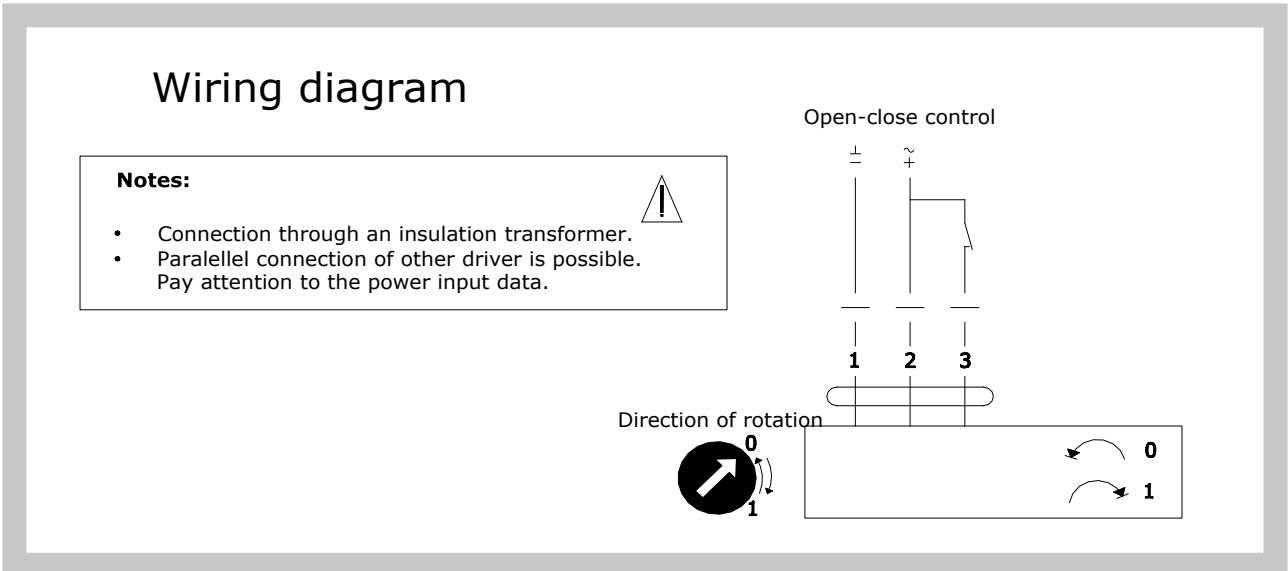 Wiring diagram
Open-close control
⊥ ~
− +
Notes:
• Connection through an insulation transformer.
• Paralellel connection of other driver is possible.
Pay attention to the power input data.
1 2 3
Direction of rotation
0
1
0
1